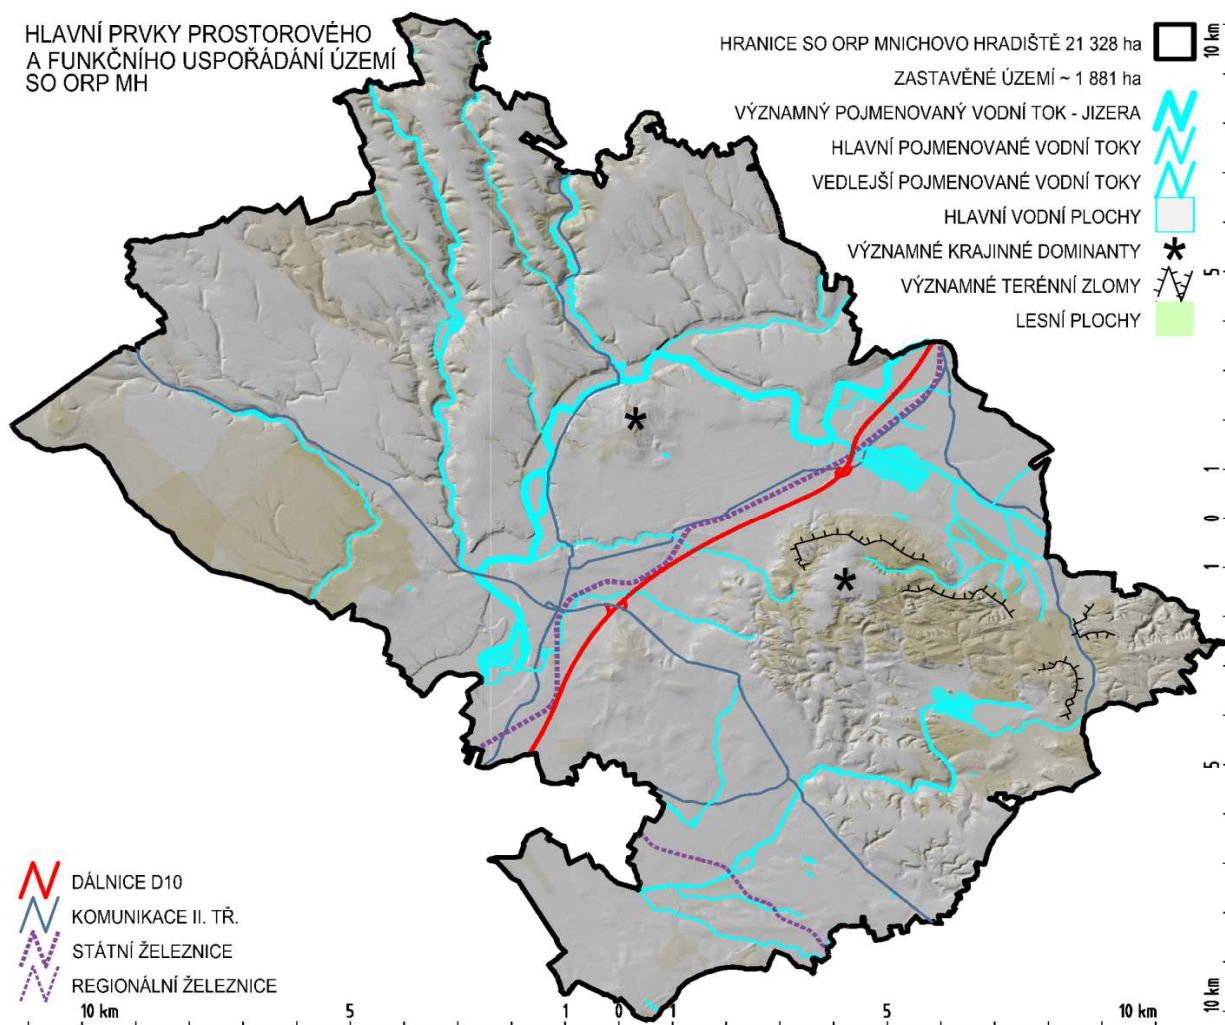 HLAVNÍ PRVKY PROSTOROVÉHO
A FUNKČNÍHO USPOŘÁDÁNÍ ÚZEMÍ
SO ORP MH
HRANICE SO ORP MNICHOVO HRADIŠTĚ 21 328 ha
ZASTAVĚNÉ ÚZEMÍ ~ 1 881 ha
VÝZNAMNÝ POJMENOVANÝ VODNÍ TOK - JIZERA
HLAVNÍ POJMENOVANÉ VODNÍ TOKY
VEDLEJŠÍ POJMENOVANÉ VODNÍ TOKY
HLAVNÍ VODNÍ PLOCHY
VÝZNAMNÉ KRAJINNÉ DOMINANTY
VÝZNAMNÉ TERÉNNÍ ZLOMY
LESNÍ PLOCHY
10 km
5
1
0
1
5
10 km
DÁLNICE D10
KOMUNIKACE II. TŘ.
STÁTNÍ ŽELEZNICE
REGIONÁLNÍ ŽELEZNICE
10 km 5 1 0 1 5 10 km